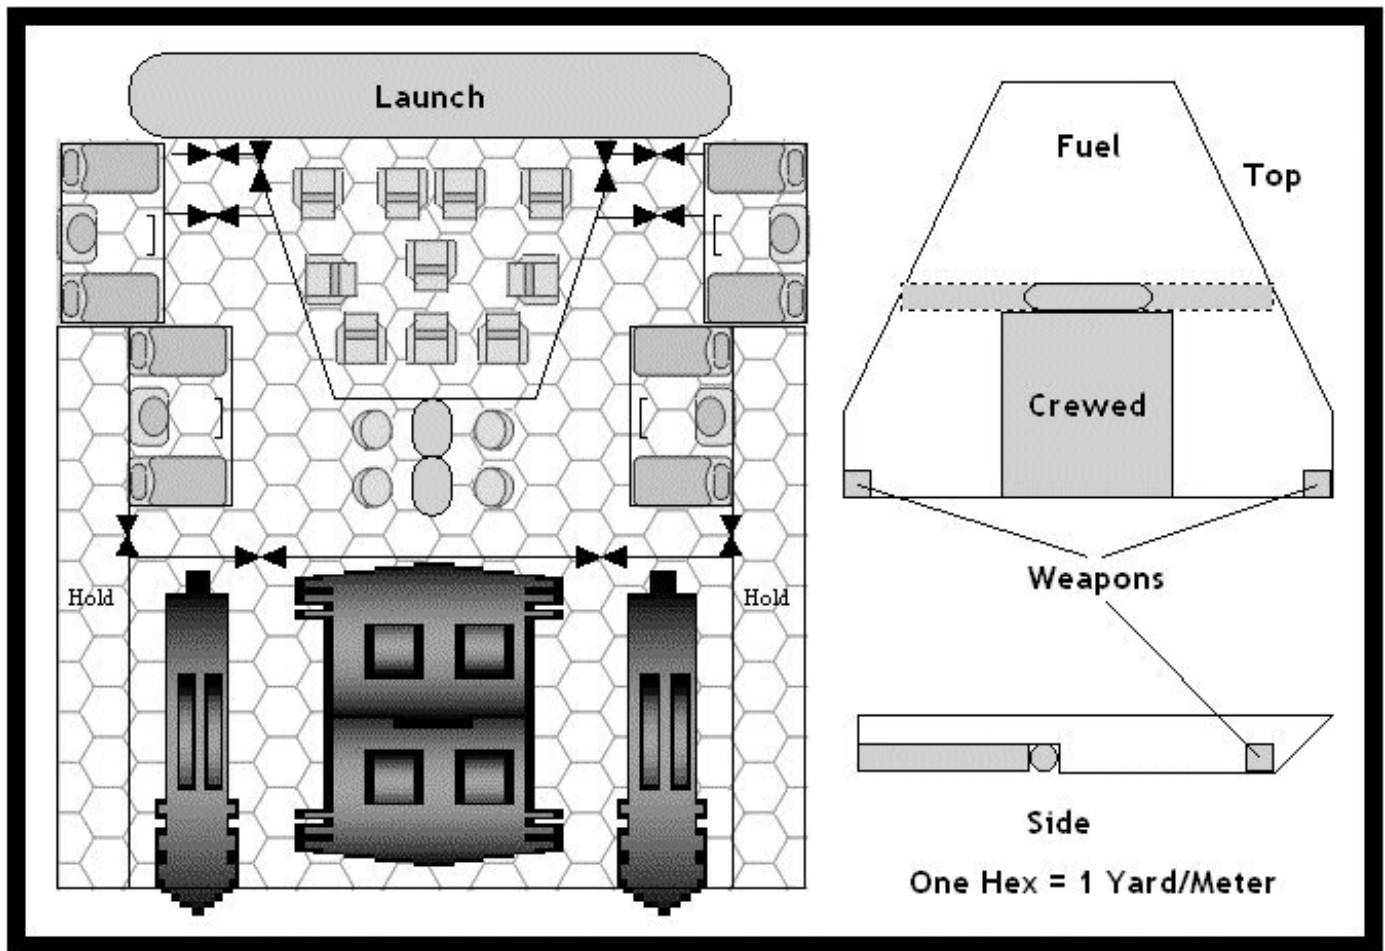 Launch
Fuel
Top
Crewed
Weapons
Hold
Hold
Side
One Hex = 1 Yard/Meter